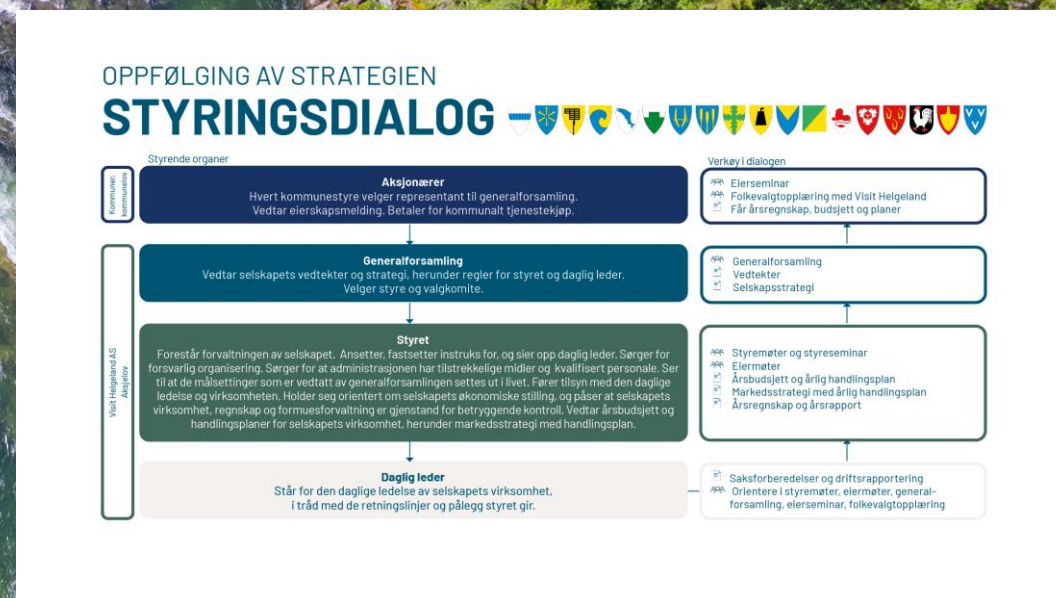 OPPFØLGING AV STRATEGIEN
STYRINGSDIALOG
Styrende organer
Verkøy i dialogen
Kommuner,
kommunelov
Aksjonærer
Hvert kommunestyre velger representant til generalforsamling.
Vedtar eierskapsmelding. Betaler for kommunalt tjenestekjøp.
Eierseminar
Folkevalgtopplæring med Visit Helgeland
Får årsregnskap, budsjett og planer
Visit Helgeland AS
Aksjelov
Generalforsamling
Vedtar selskapets vedtekter og strategi, herunder regler for styret og daglig leder.
Velger styre og valgkomite.
Generalforsamling
Vedtekter
Selskapsstrategi
Styret
Forestår forvaltningen av selskapet. Ansetter, fastsetter instruks for, og sier opp daglig leder. Sørger for
forsvarlig organisering. Sørger for at administrasjonen har tilstrekkelige midler og kvalifisert personale. Ser
til at de målsettinger som er vedtatt av generalforsamlingen settes ut i livet. Fører tilsyn med den daglige
ledelse og virksomheten. Holder seg orientert om selskapets økonomiske stilling, og påser at selskapets
virksomhet, regnskap og formuesforvaltning er gjenstand for betryggende kontroll. Vedtar årsbudsjett og
handlingsplaner for selskapets virksomhet, herunder markedsstrategi med handlingsplan.
Styremøter og styreseminar
Eiermøter
Årsbudsjett og årlig handlingsplan
Markedsstrategi med årlig handlingsplan
Årsregnskap og årsrapport
Daglig leder
Står for den daglige ledelse av selskapets virksomhet,
i tråd med de retningslinjer og pålegg styret gir.
Saksforberedelser og driftsrapportering
Orientere i styremøter, eiermøter, general-
forsamling, eierseminar, folkevalgtopplæring